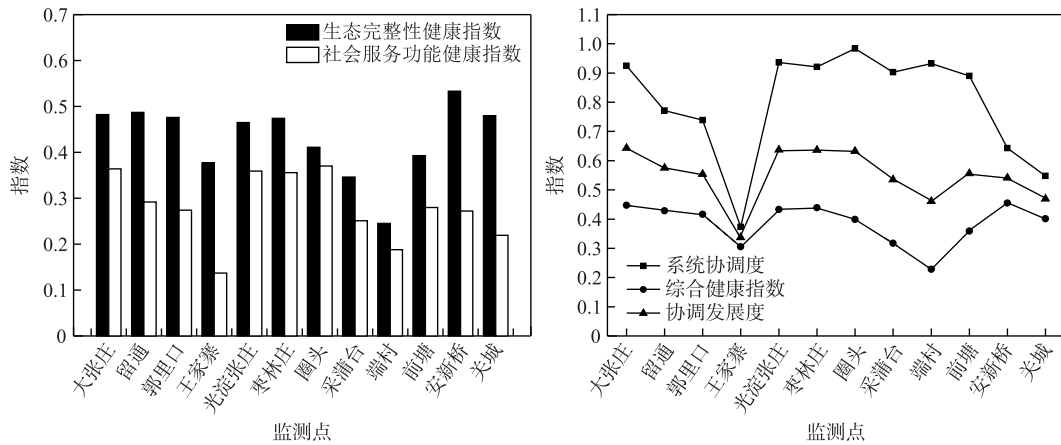 0.7
0.6
0.5
0.4
0.3
0.2
0.1
0
指数
生态完整性健康指数
社会服务功能健康指数
大张庄
留通
郭里口
王家寨
光淀张庄
枣林庄
圈头
采蒲台
端村
前塘
安新桥
关城
监测点
1.1
1.0
0.9
0.8
0.7
0.6
0.5
0.4
0.3
0.2
0.1
0
指数
系统协调度
综合健康指数
协调发展度
大张庄
留通
郭里口
王家寨
光淀张庄
枣林庄
圈头
采蒲台
端村
前塘
安新桥
关城
监测点